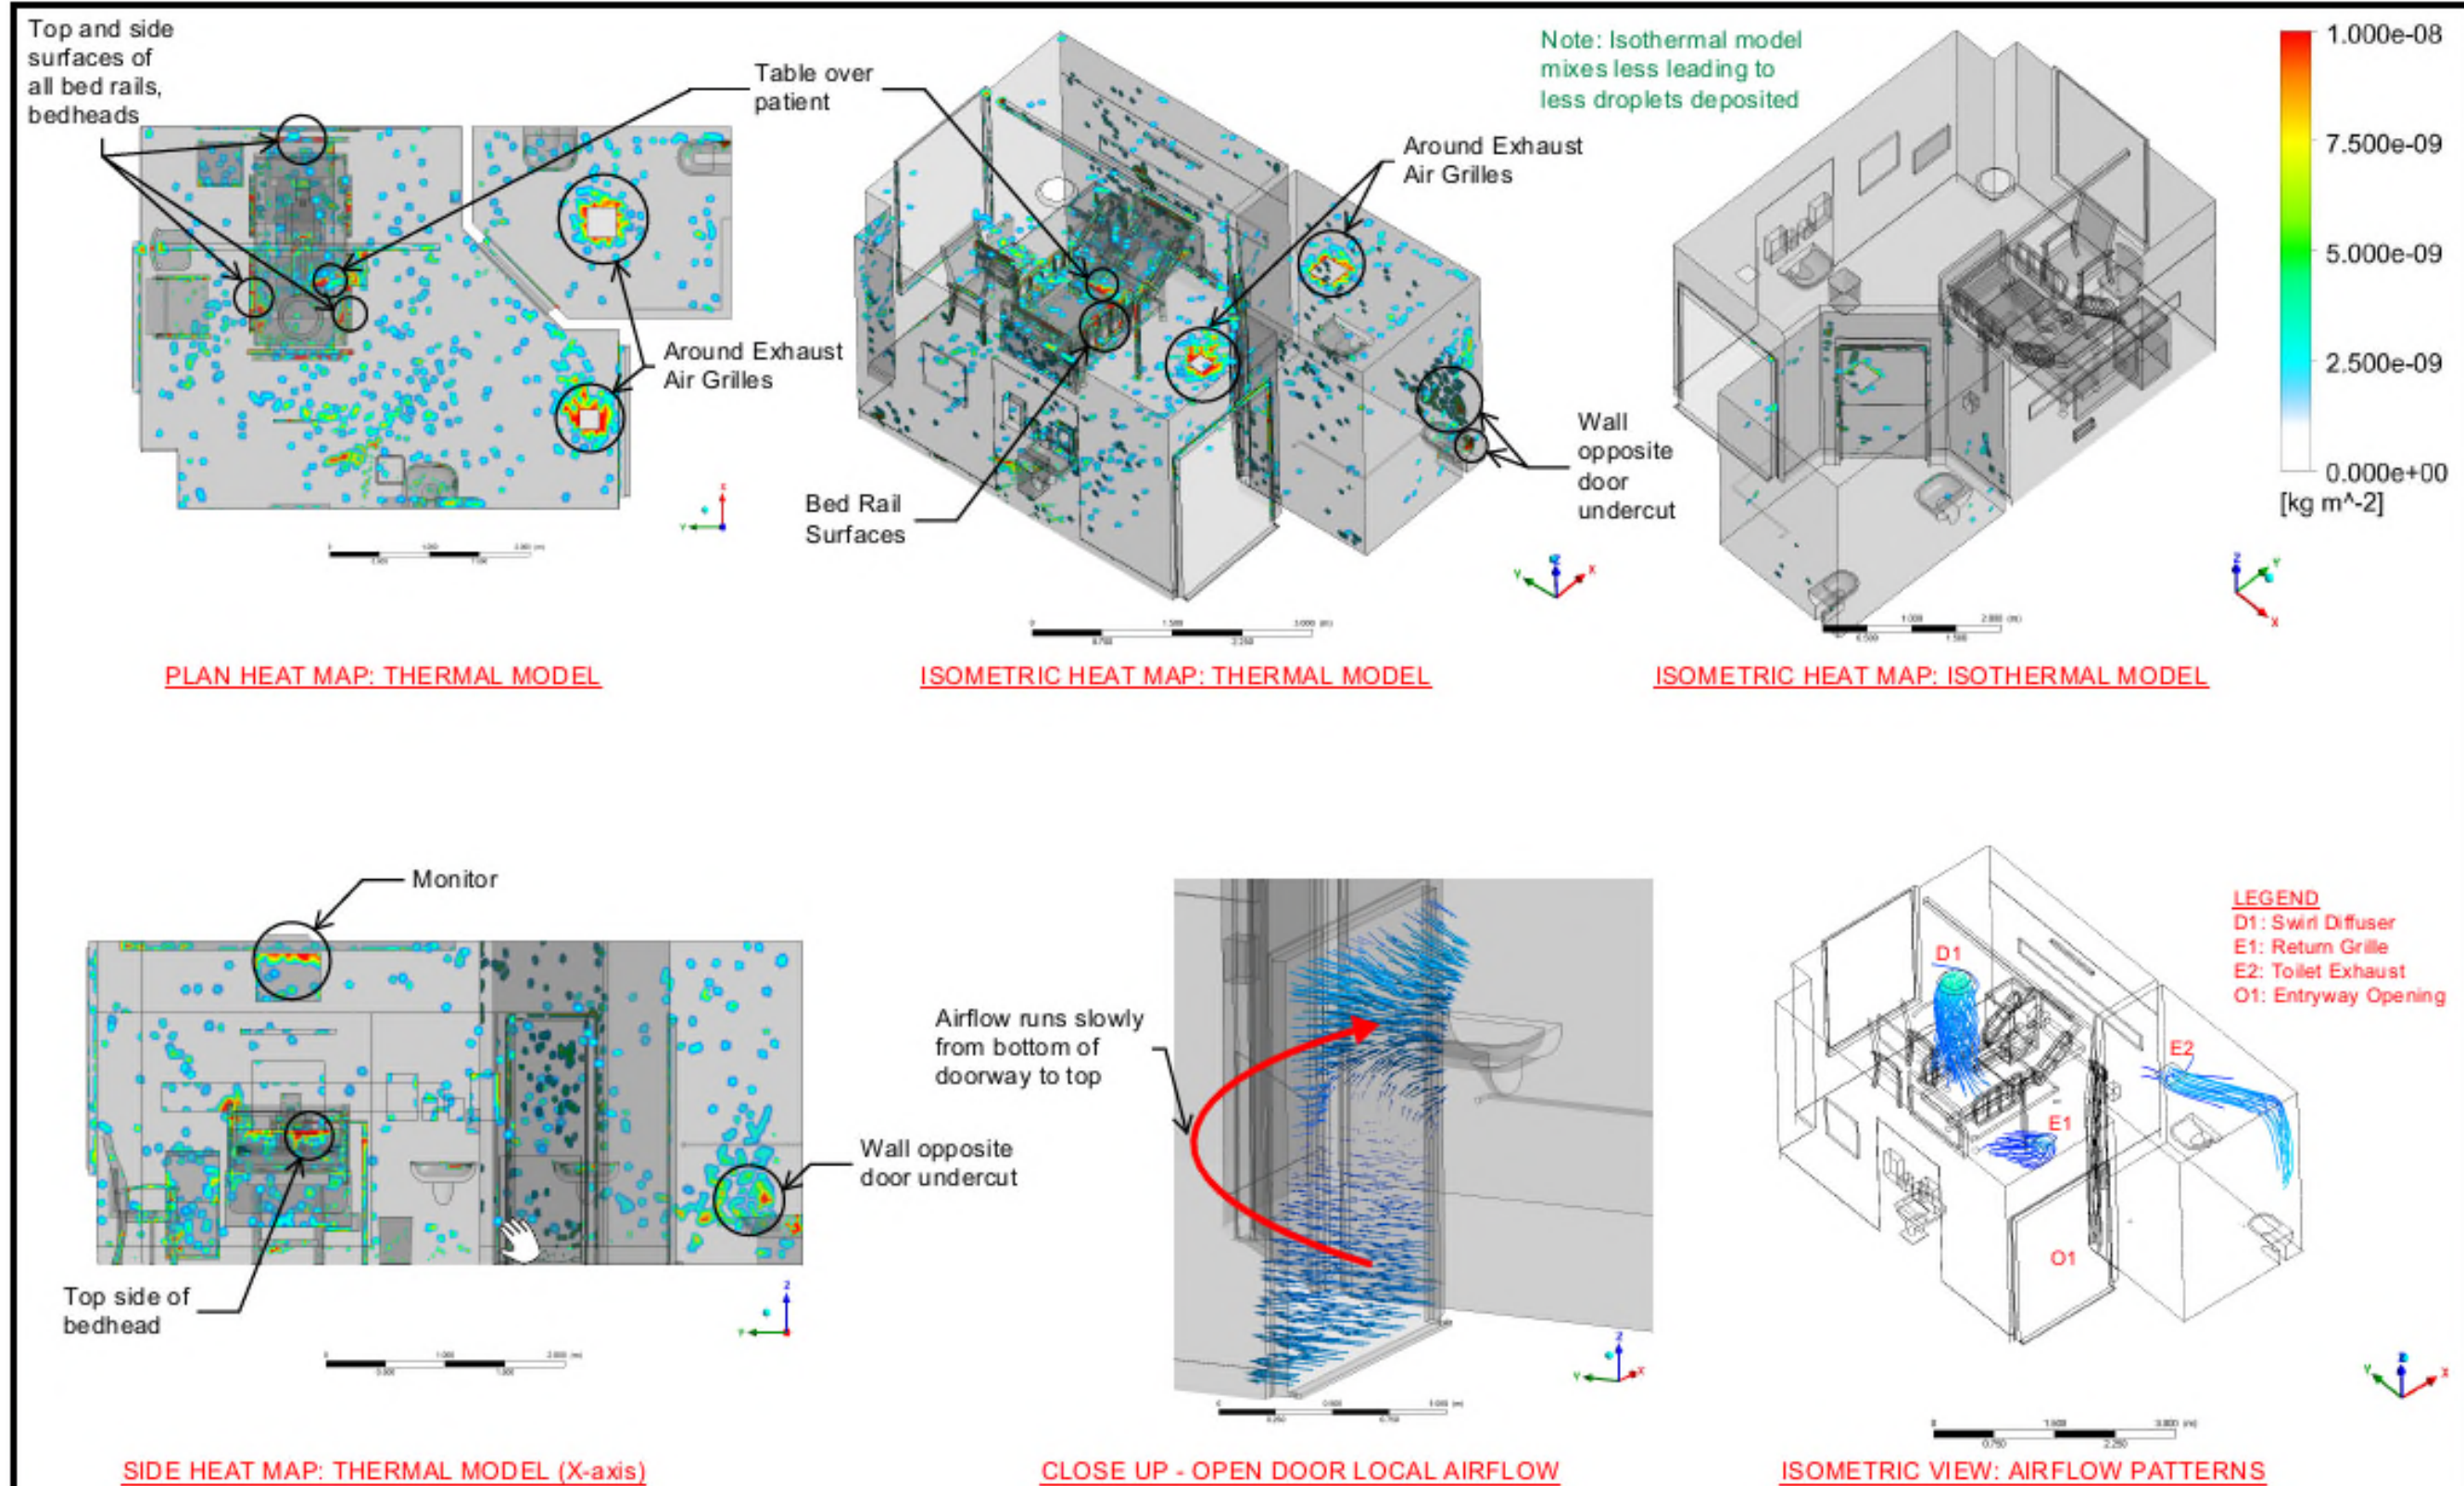 Top and side
surfaces of
all bed rails,
bedheads
Table over
patient
Note: Isothermal model
mixes less leading to
less droplets deposited
Around Exhaust
Air Grilles
Around Exhaust
Air Grilles
Bed Rail
Surfaces
Wall
opposite
door
undercut
1.000e-08
7.500e-09
5.000e-09
2.500e-09
0.000e+00
[kg m^-2]
PLAN HEAT MAP: THERMAL MODEL
ISOMETRIC HEAT MAP: THERMAL MODEL
ISOMETRIC HEAT MAP: ISOTHERMAL MODEL
Monitor
Wall opposite
door undercut
Top side of
bedhead
Airflow runs slowly
from bottom of
doorway to top
D1
E2
E1
O1
LEGEND
D1: Swirl Diffuser
E1: Return Grille
E2: Toilet Exhaust
O1: Entryway Opening
SIDE HEAT MAP: THERMAL MODEL (X-axis)
CLOSE UP - OPEN DOOR LOCAL AIRFLOW
ISOMETRIC VIEW: AIRFLOW PATTERNS